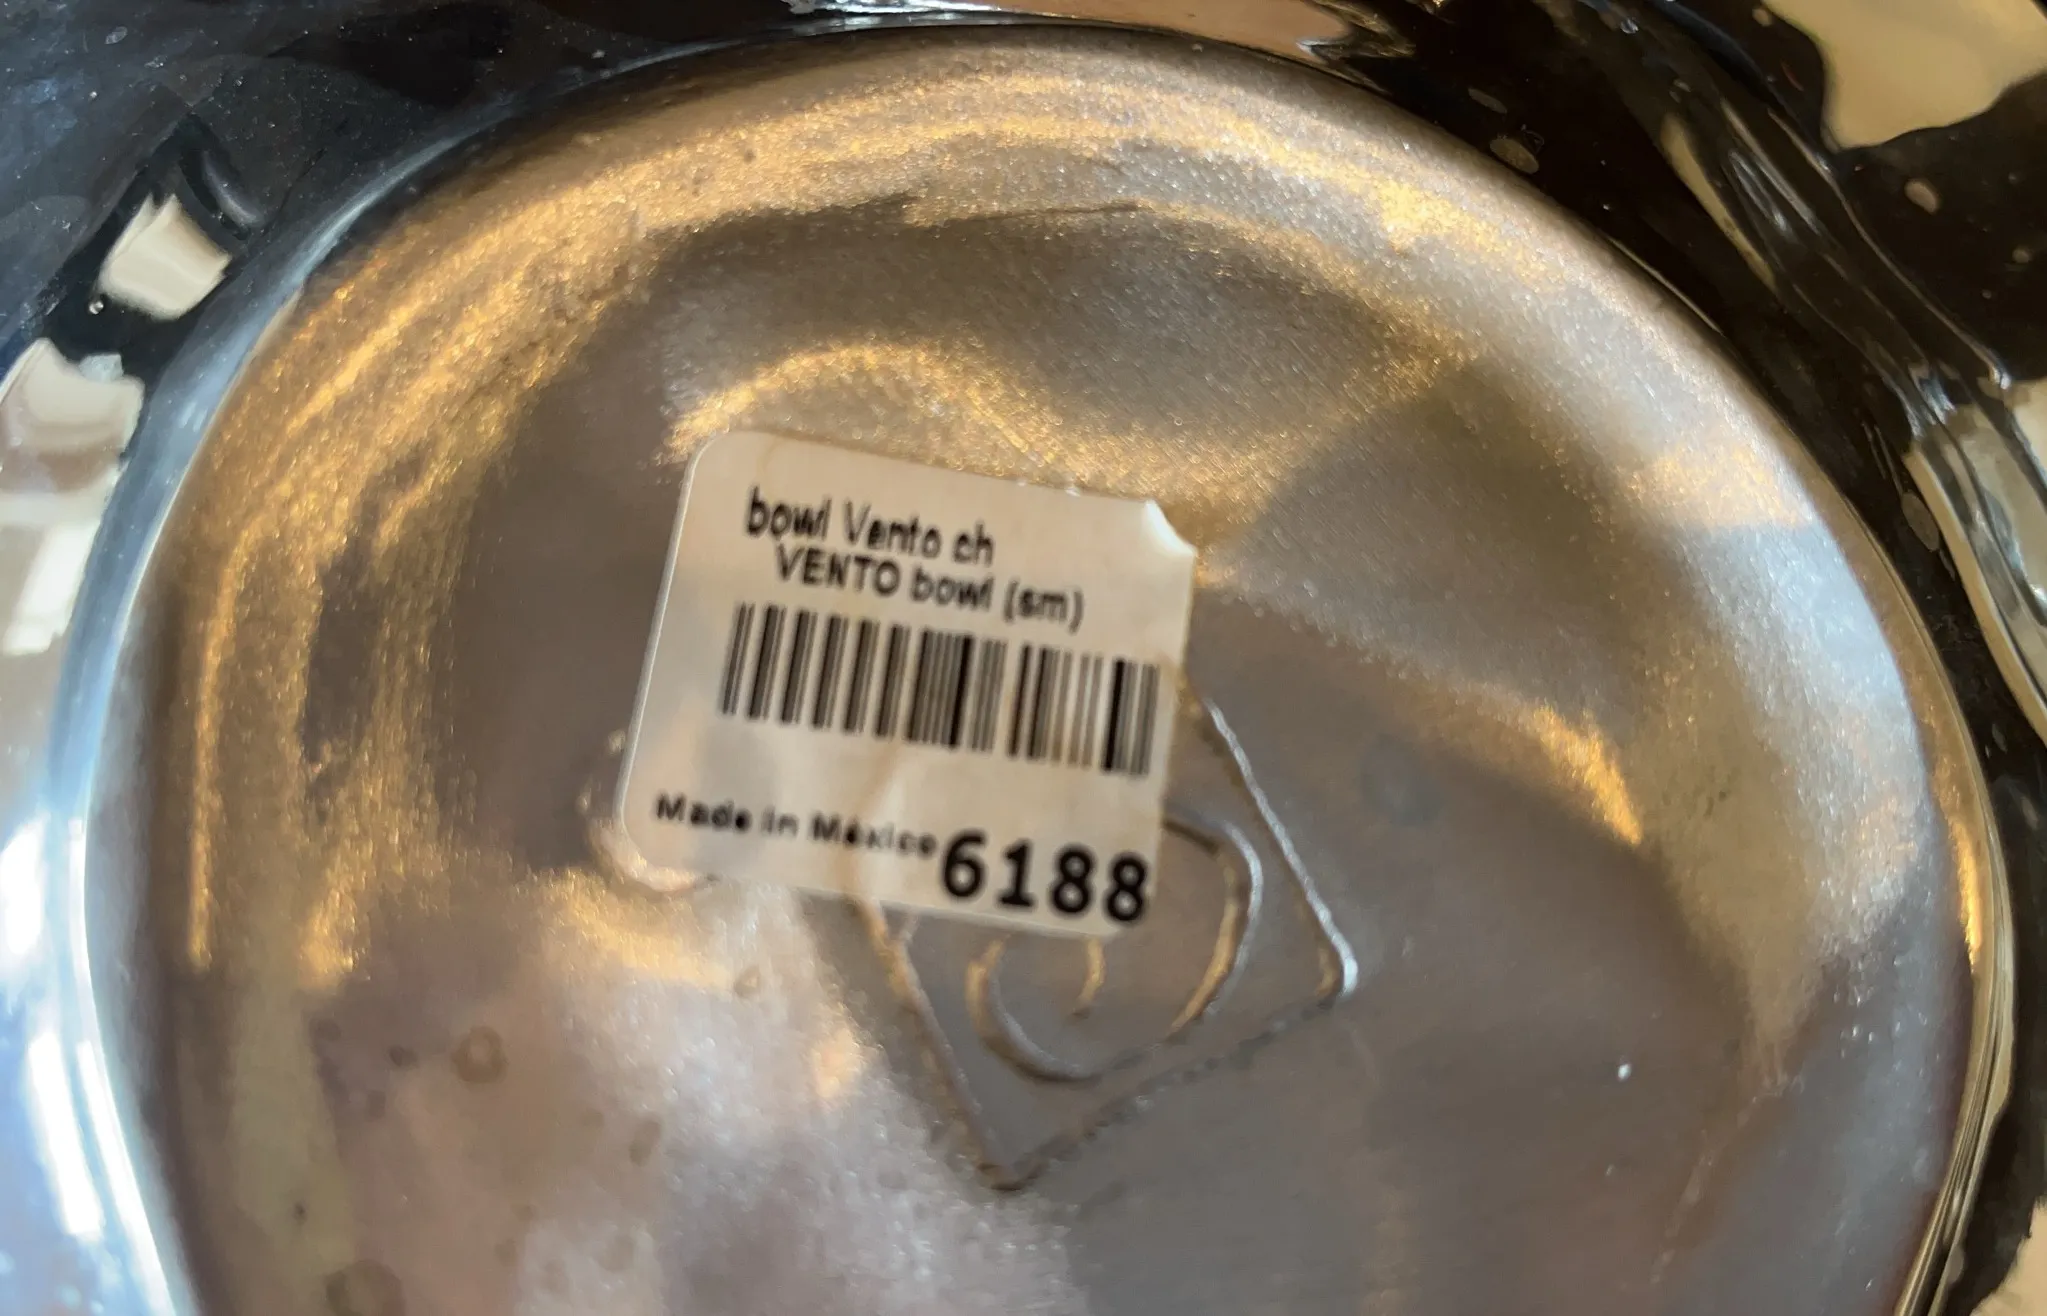 bowl Vento ch
VENTO bowl (sm)
Made in México
6188